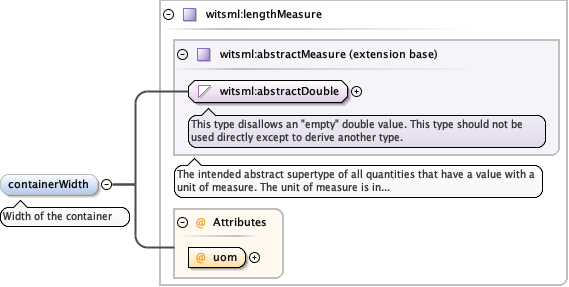 witsml:lengthMeasure
witsml:abstractMeasure (extension base)
witsml:abstractDouble
This type disallows an "empty" double value. This type should not be
used directly except to derive another type.
The intended abstract supertype of all quantities that have a value with a
unit of measure. The unit of measure is in...
containerWidth
Width of the container
@ Attributes
@ uom